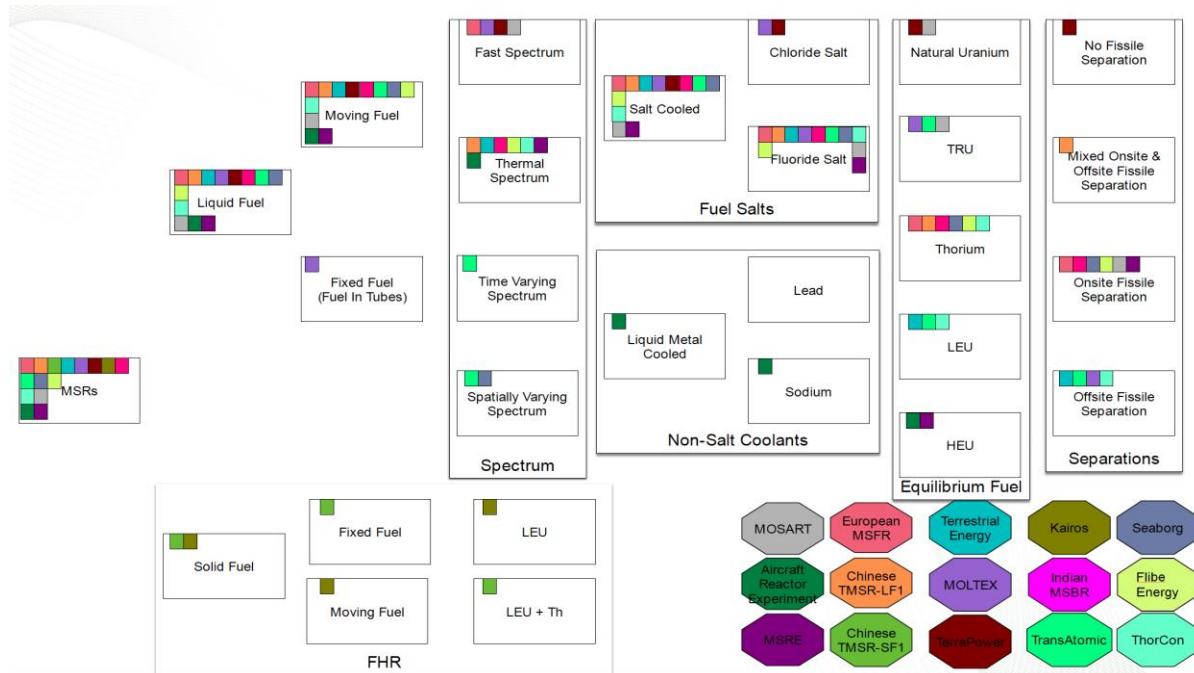 Fast Spectrum
Chloride Salt
Natural Uranium
No Fissile
Separation
Moving Fuel
Salt Cooled
TRU
Mixed Onsite &
Offsite Fissile
Separation
Thermal
Spectrum
Fluoride Salt
Liquid Fuel
Fuel Salts
Thorium
Fixed Fuel
(Fuel In Tubes)
Time Varying
Spectrum
Lead
Onsite Fissile
Separation
Liquid Metal
Cooled
LEU
MSRs
Spatially Varying
Spectrum
Sodium
Offsite Fissile
Separation
Non-Salt Coolants
HEU
Spectrum
Equilibrium Fuel
Separations
Solid Fuel
Fixed Fuel
LEU
Moving Fuel
LEU + Th
FHR
MOSART
European
MSFR
Terrestrial
Energy
Kairos
Seaborg
Aircraft
Reactor
Experiment
Chinese
TMSR-LF1
MOLTEX
Indian
MSBR
Flibe
Energy
MSRE
Chinese
TMSR-SF1
TerraPower
TransAtomic
ThorCon